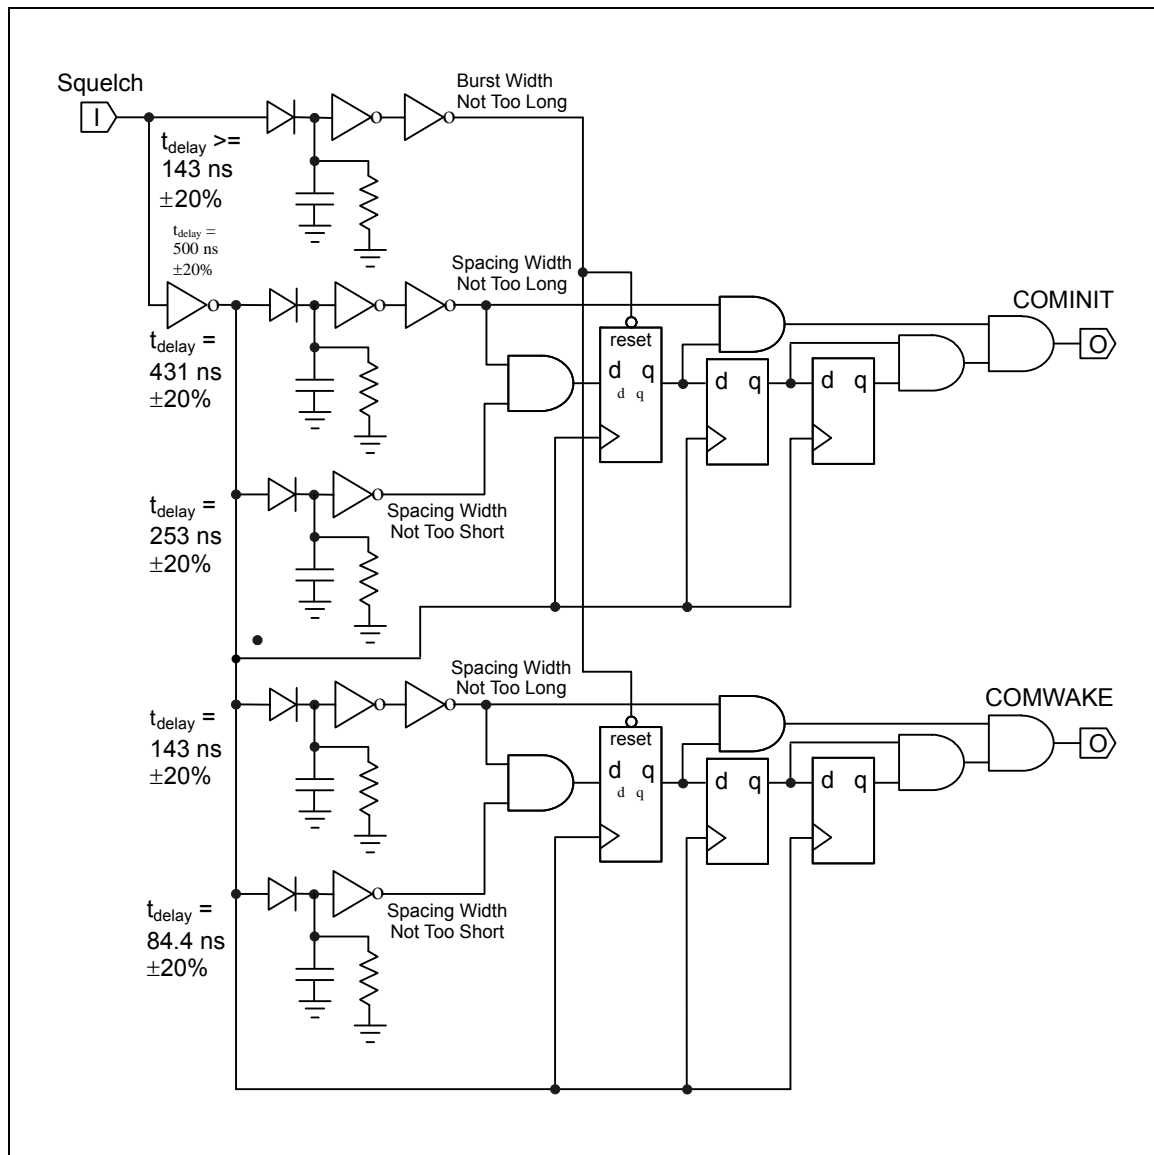 Squelch
I
Burst Width
Not Too Long
tdelay >=
143 ns
±20%
tdelay =
500 ns
±20%
Spacing Width
Not Too Long
COMINIT
O
reset
d q
d q
d q
d q
tdelay =
431 ns
±20%
Spacing Width
Not Too Short
tdelay =
253 ns
±20%
Spacing Width
Not Too Long
COMWAKE
O
reset
d q
d q
d q
d q
tdelay =
143 ns
±20%
Spacing Width
Not Too Short
tdelay =
84.4 ns
±20%